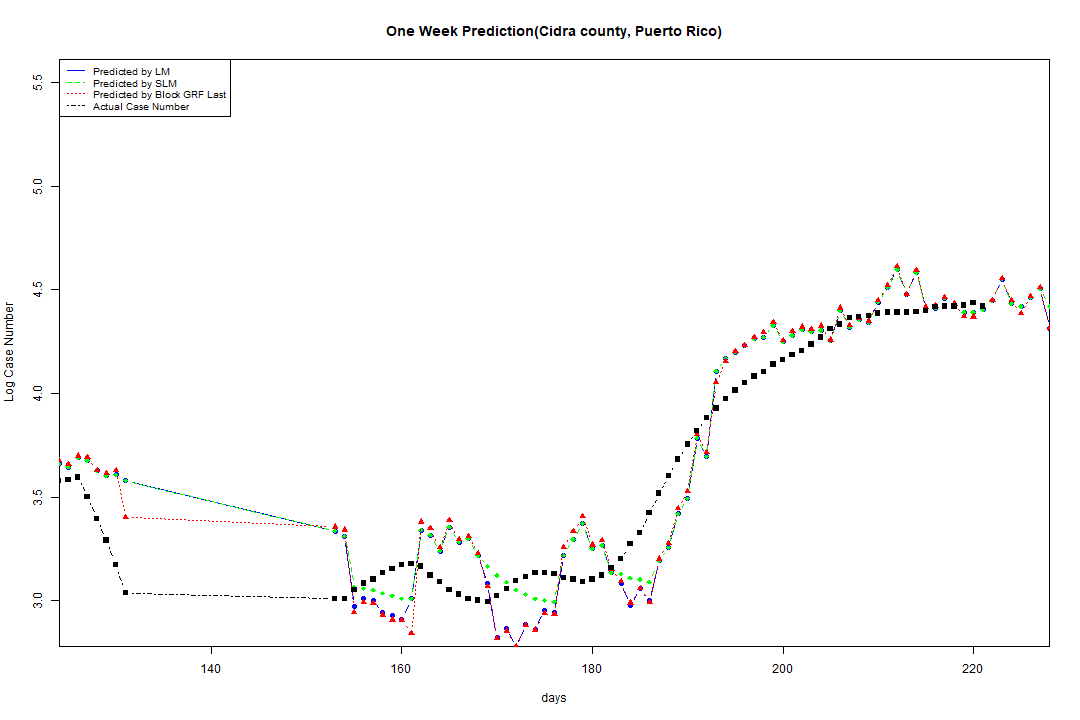 One Week Prediction(Cidra county, Puerto Rico)
Predicted by LM
Predicted by SLM
Predicted by Block GRF Last
Actual Case Number
5.5
5.0
4.5
4.0
3.5
3.0
Log Case Number
140 160 180 200 220
days